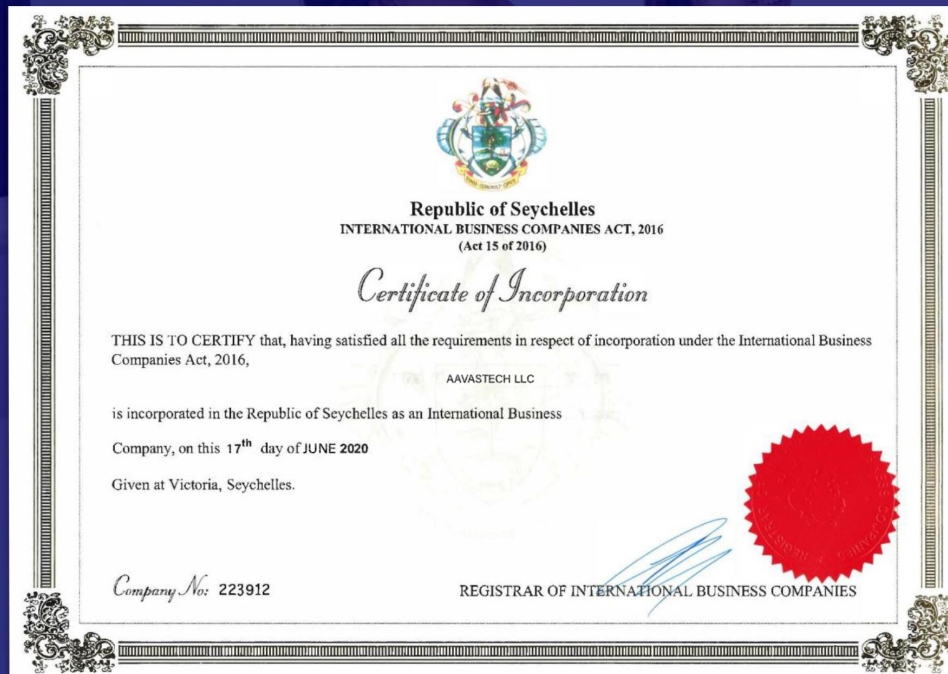 Republic of Seychelles
INTERNATIONAL BUSINESS COMPANIES ACT, 2016
(Act 15 of 2016)
Certificate of Incorporation
THIS IS TO CERTIFY that, having satisfied all the requirements in respect of incorporation under the International Business
Companies Act, 2016,
AAVASTECH LLC
is incorporated in the Republic of Seychelles as an International Business
Company, on this 17th day of JUNE 2020
Given at Victoria, Seychelles.
Company No: 223912
REGISTRAR OF INTERNATIONAL BUSINESS COMPANIES